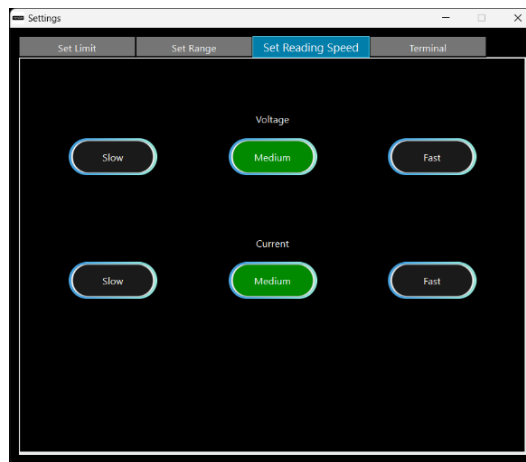 Settings
Set Limit Set Range Set Reading Speed Terminal
Voltage
Slow Medium Fast
Current
Slow Medium Fast